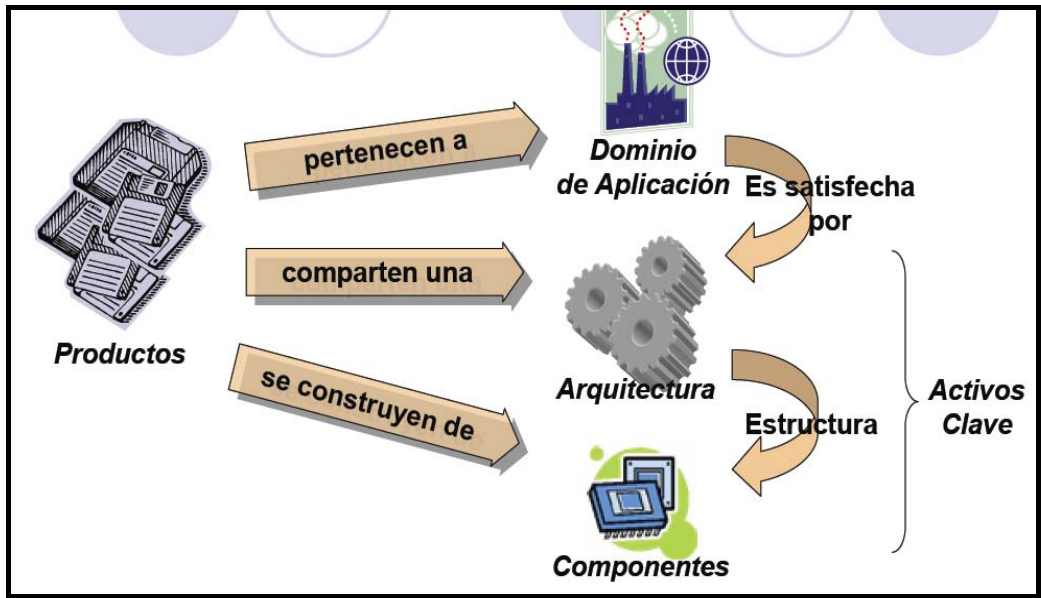 pertenecen a
Dominio
de Aplicación
Es satisfecha
por
comparten una
Productos
Arquitectura
se construyen de
Estructura
Activos
Clave
Componentes